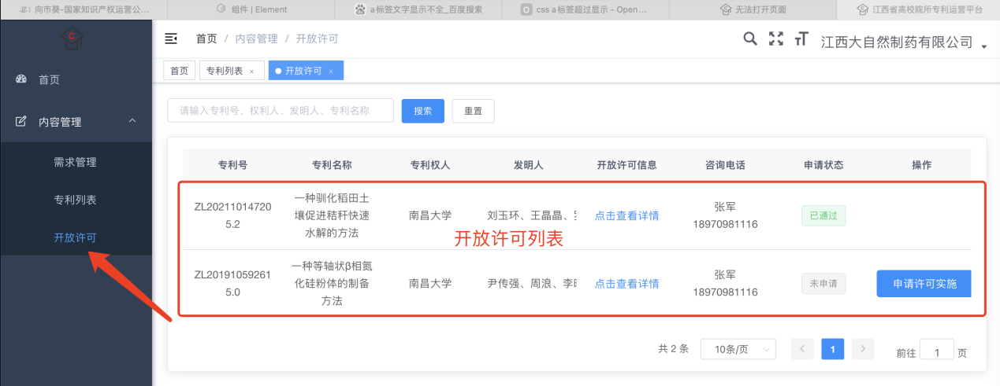 向市葵-国家知识产权运营公...
组件 | Element
a标签文字显示不全_百度搜索
css a标签超过显示 - Open ...
无法打开页面
江西省高校院所专利运营平台
首页 / 内容管理 / 开放许可
江西大自然制药有限公司
首页
专利列表 ×
开放许可 ×
首页
内容管理
需求管理
专利列表
开放许可
请输入专利号、权利人、发明人、专利名称
搜索
重置
专利号 专利名称 专利权人 发明人 开放许可信息 咨询电话 申请状态 操作
ZL20211014720
5.2
一种驯化稻田土
壤促进秸秆快速
水解的方法
南昌大学
刘玉环、王晶晶、
点击查看详情
张军
18970981116
已通过
开放许可列表
ZL20191059261
5.0
一种等轴状β相氮
化硅粉体的制备
方法
南昌大学
尹传强、周浪、李
点击查看详情
张军
18970981116
未申请
申请许可实施
共 2 条
10条/页
1
前往 1 页